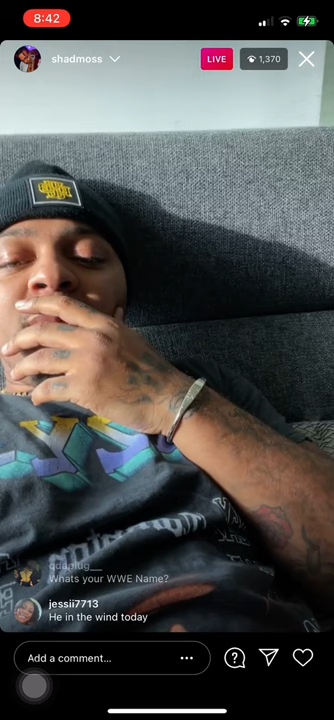 8:42
shadmoss
LIVE
1,370
qdaplug__
Whats your WWE Name?
jessii7713
He in the wind today
Add a comment...